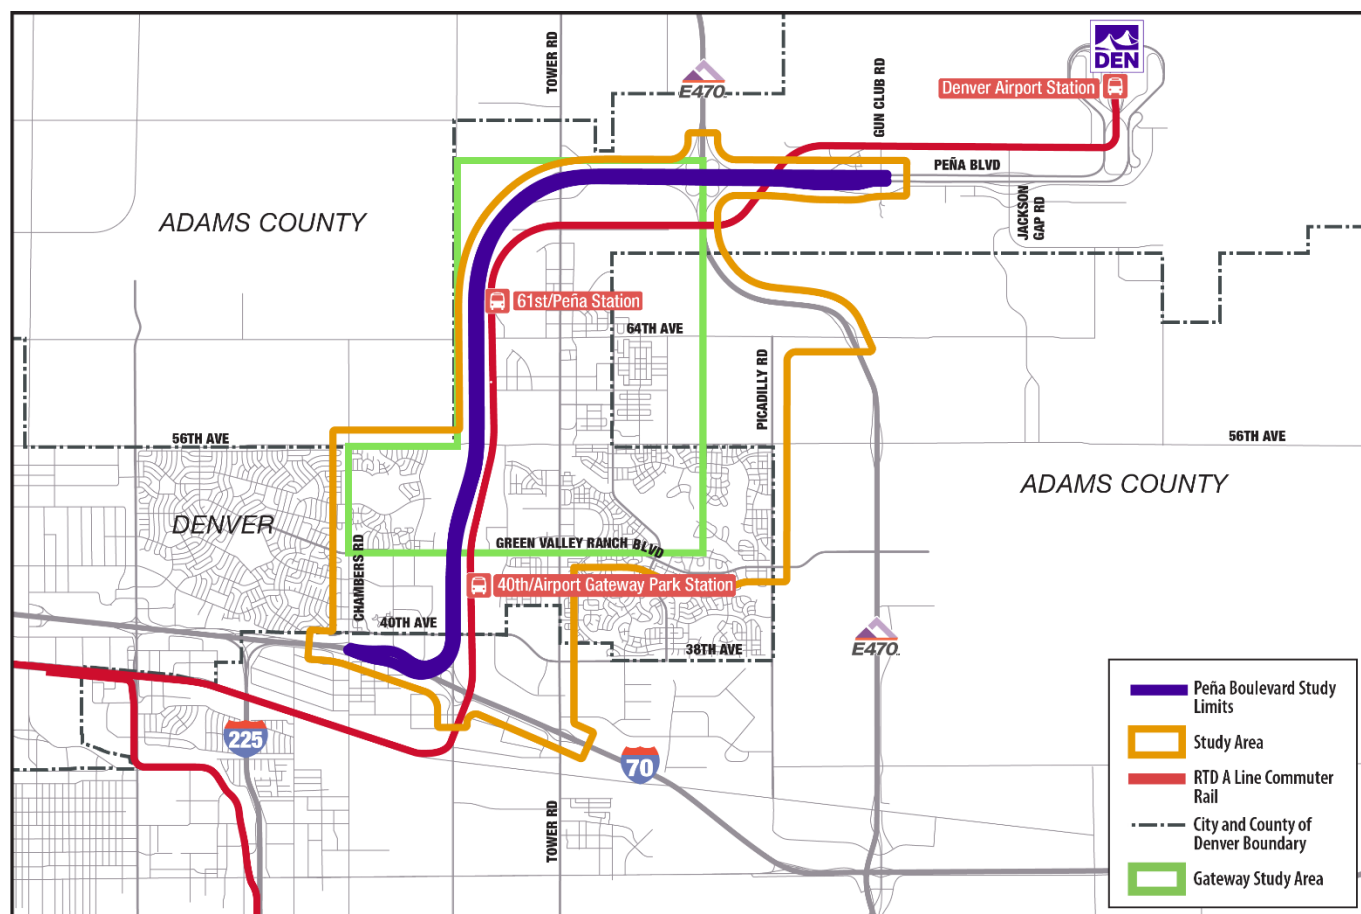 TOWER RD
E470
GUN CLUB RD
DEN
Denver Airport Station
PEÑA BLVD
JACKSON
GAP RD
ADAMS COUNTY
61st/Peña Station
64TH AVE
PICADILLY RD
56TH AVE
56TH AVE
ADAMS COUNTY
DENVER
CHAMBERS RD
GREEN VALLEY RANCH BLVD
40th/Airport Gateway Park Station
40TH AVE
38TH AVE
E470
225
70
TOWER RD
Peña Boulevard Study
Limits
Study Area
RTD A Line Commuter
Rail
City and County of
Denver Boundary
Gateway Study Area